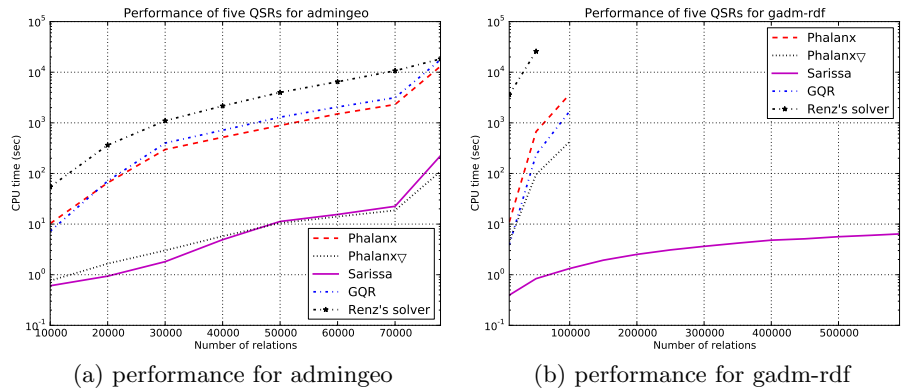 Performance of five QSRs for admingeo
10^5
10^4
10^3
10^2
10^1
10^0
10^-1
CPU time (sec)
10000 20000 30000 40000 50000 60000 70000
Number of relations
Phalanx
Phalanx▽
Sarissa
GQR
Renz's solver
(a) performance for admingeo
Performance of five QSRs for gadm-rdf
10^5
10^4
10^3
10^2
10^1
10^0
10^-1
CPU time (sec)
100000 200000 300000 400000 500000
Number of relations
Phalanx
Phalanx▽
Sarissa
GQR
Renz's solver
(b) performance for gadm-rdf